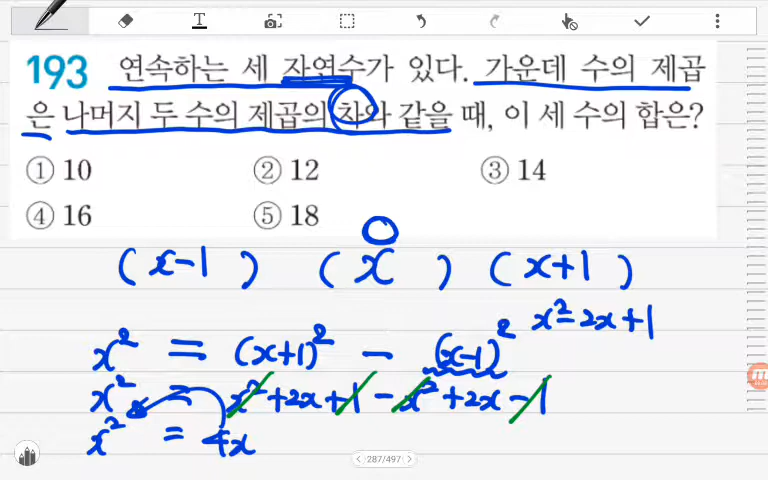 T
193 연속하는 세 자연수가 있다. 가운데 수의 제곱
은 나머지 두 수의 제곱의 차와 같을 때, 이 세 수의 합은?
① 10 ② 12 ③ 14
④ 16 ⑤ 18
(x-1) (x) (x+1)
x² = (x+1)² - (x-1)² x²-2x+1
x² = x²+2x+1-x²+2x-1
x² = 4x
287/497